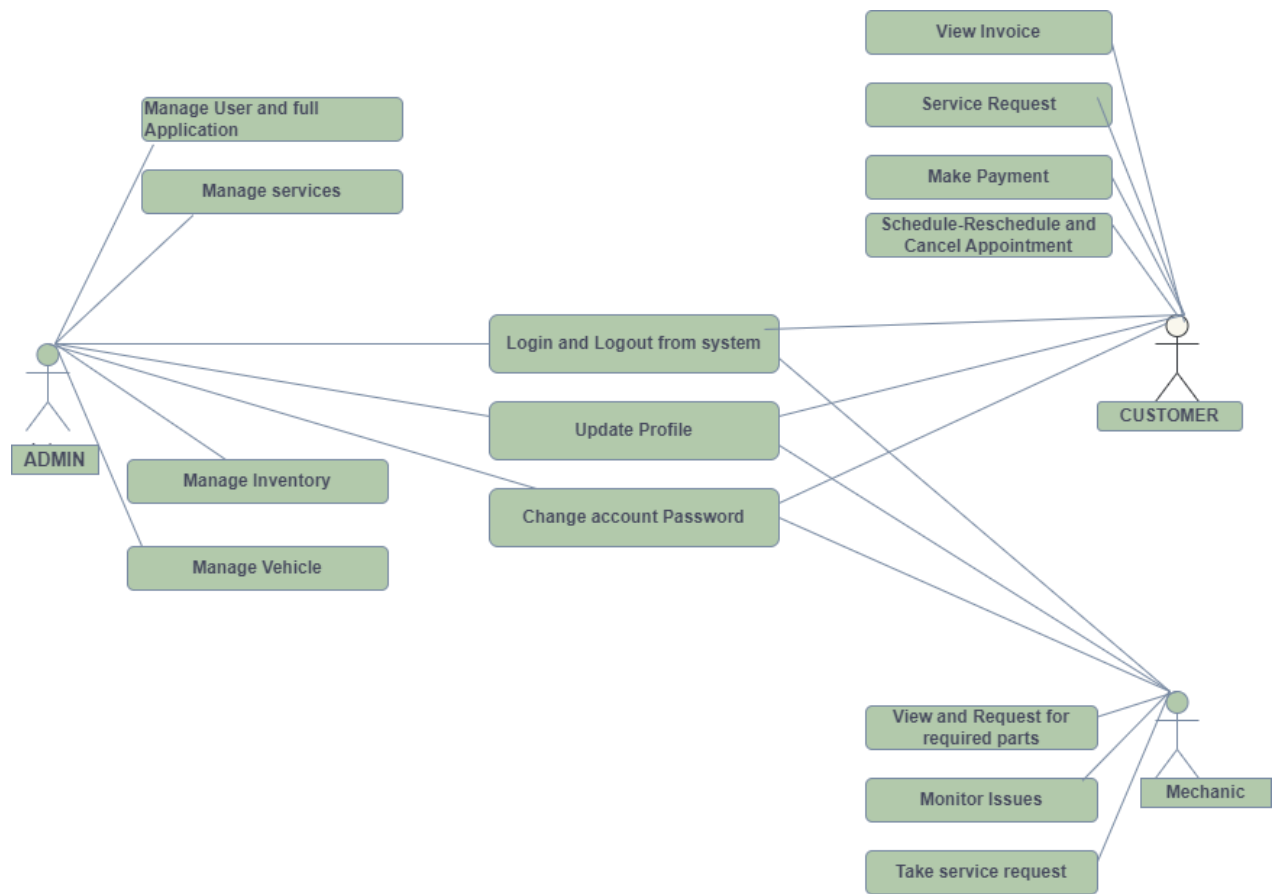 View Invoice
Manage User and full
Application
Service Request
Manage services
Make Payment
Schedule-Reschedule and
Cancel Appointment
Login and Logout from system
CUSTOMER
Update Profile
ADMIN
Manage Inventory
Change account Password
Manage Vehicle
View and Request for
required parts
Mechanic
Monitor Issues
Take service request